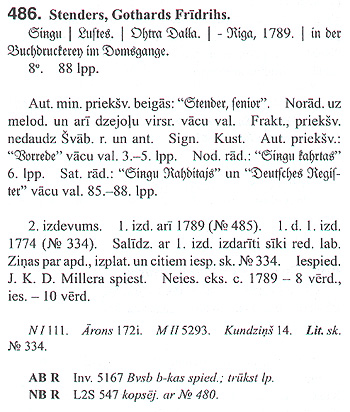 486. Stenders, Gothards Frīdrihs.
Singu | Luſtes. | Ohtra Dalla. | - Riga, 1789. | in der
Buchdruckerey im Domsgange.
8°. 88 lpp.
Aut. min. priekšv. beigās: “Stender, ſenior”. Norād. uz
melod. un arī dzejoļu virsr. vācu val. Frakt., priekšv.
nedaudz Švāb. r. un ant. Sign. Kust. Aut. priekšv.:
“Vorrede” vācu val. 3.–5. lpp. Nod. rād.: “Singu ſkahrtas”
6. lpp. Sat. rād.: “Singu Rahditajs” un “Deutſches Regiſ-
ter” vācu val. 85.–88. lpp.
2. izdevums. 1. izd. arī 1789 (№ 485). 1. d. 1. izd.
1774 (№ 334). Salīdz. ar 1. izd. izdarīti sīki red. lab.
Ziņas par apd., izplat. un citiem iesp. sk. № 334. Iespied.
J. K. D. Millera spiest. Neies. eks. c. 1789 – 8 vērd.,
ies. – 10 vērd.
N I 111. Ārons 172i. M II 5293. Kundziņš 14. Lit. sk.
№ 334.
AB R Inv. 5167 Bvsb b-kas spied.; trūkst lp.
NB R L2S 547 kopsēj. ar № 480.